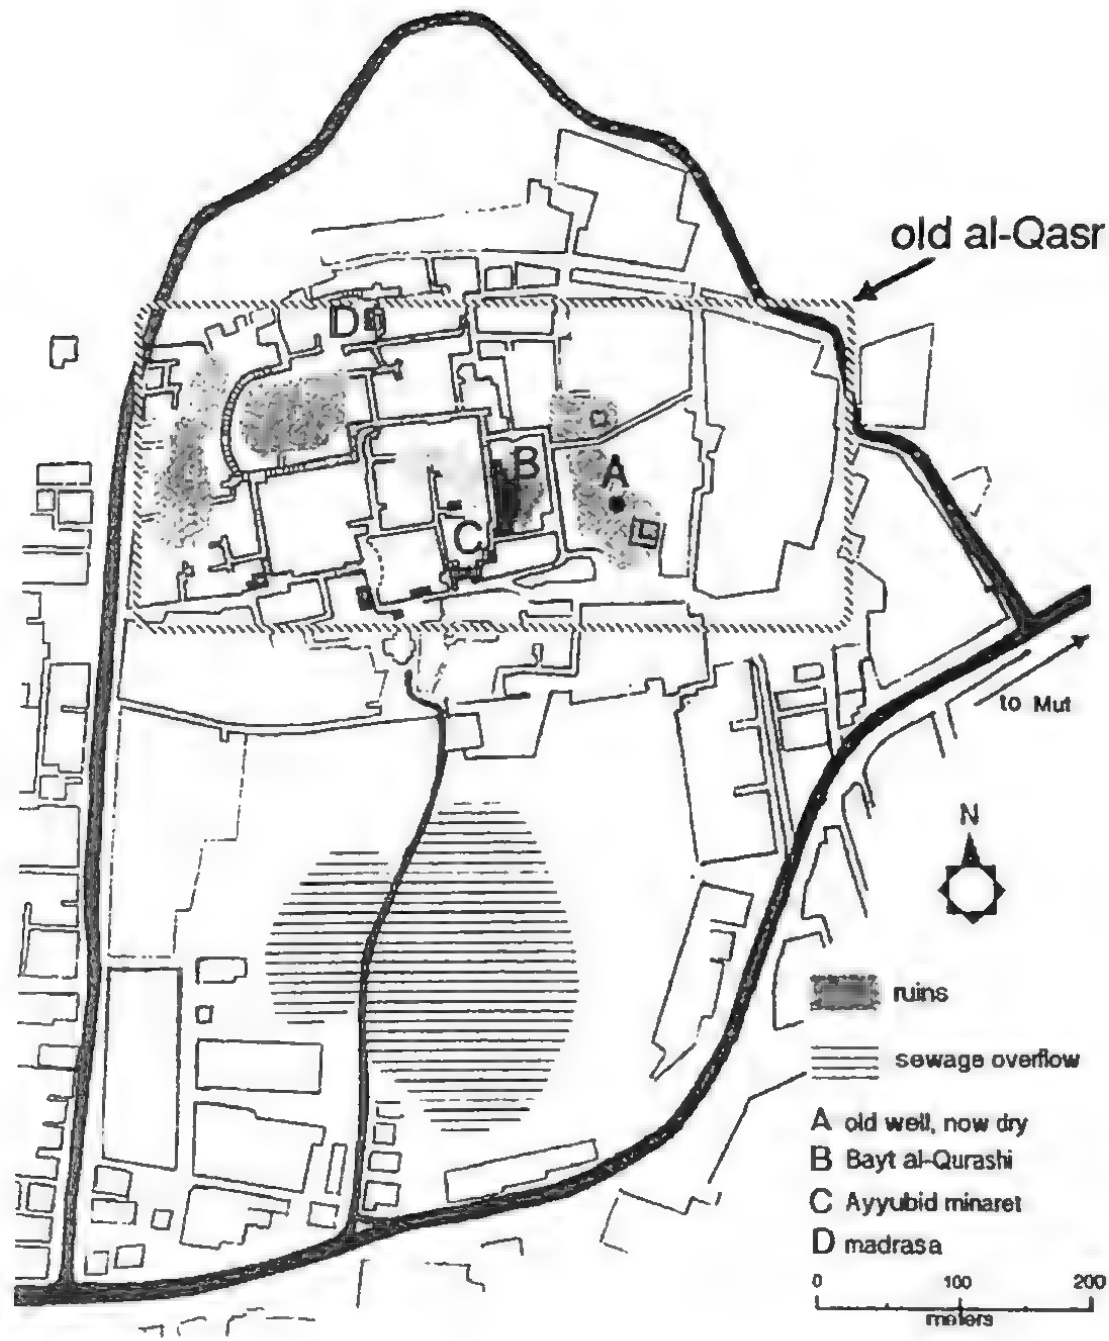 old al-Qasr
D
B
A
C
to Mut
N
ruins
sewage overflow
A old well, now dry
B Bayt al-Qurashi
C Ayyubid minaret
D madrasa
0 100 200
meters